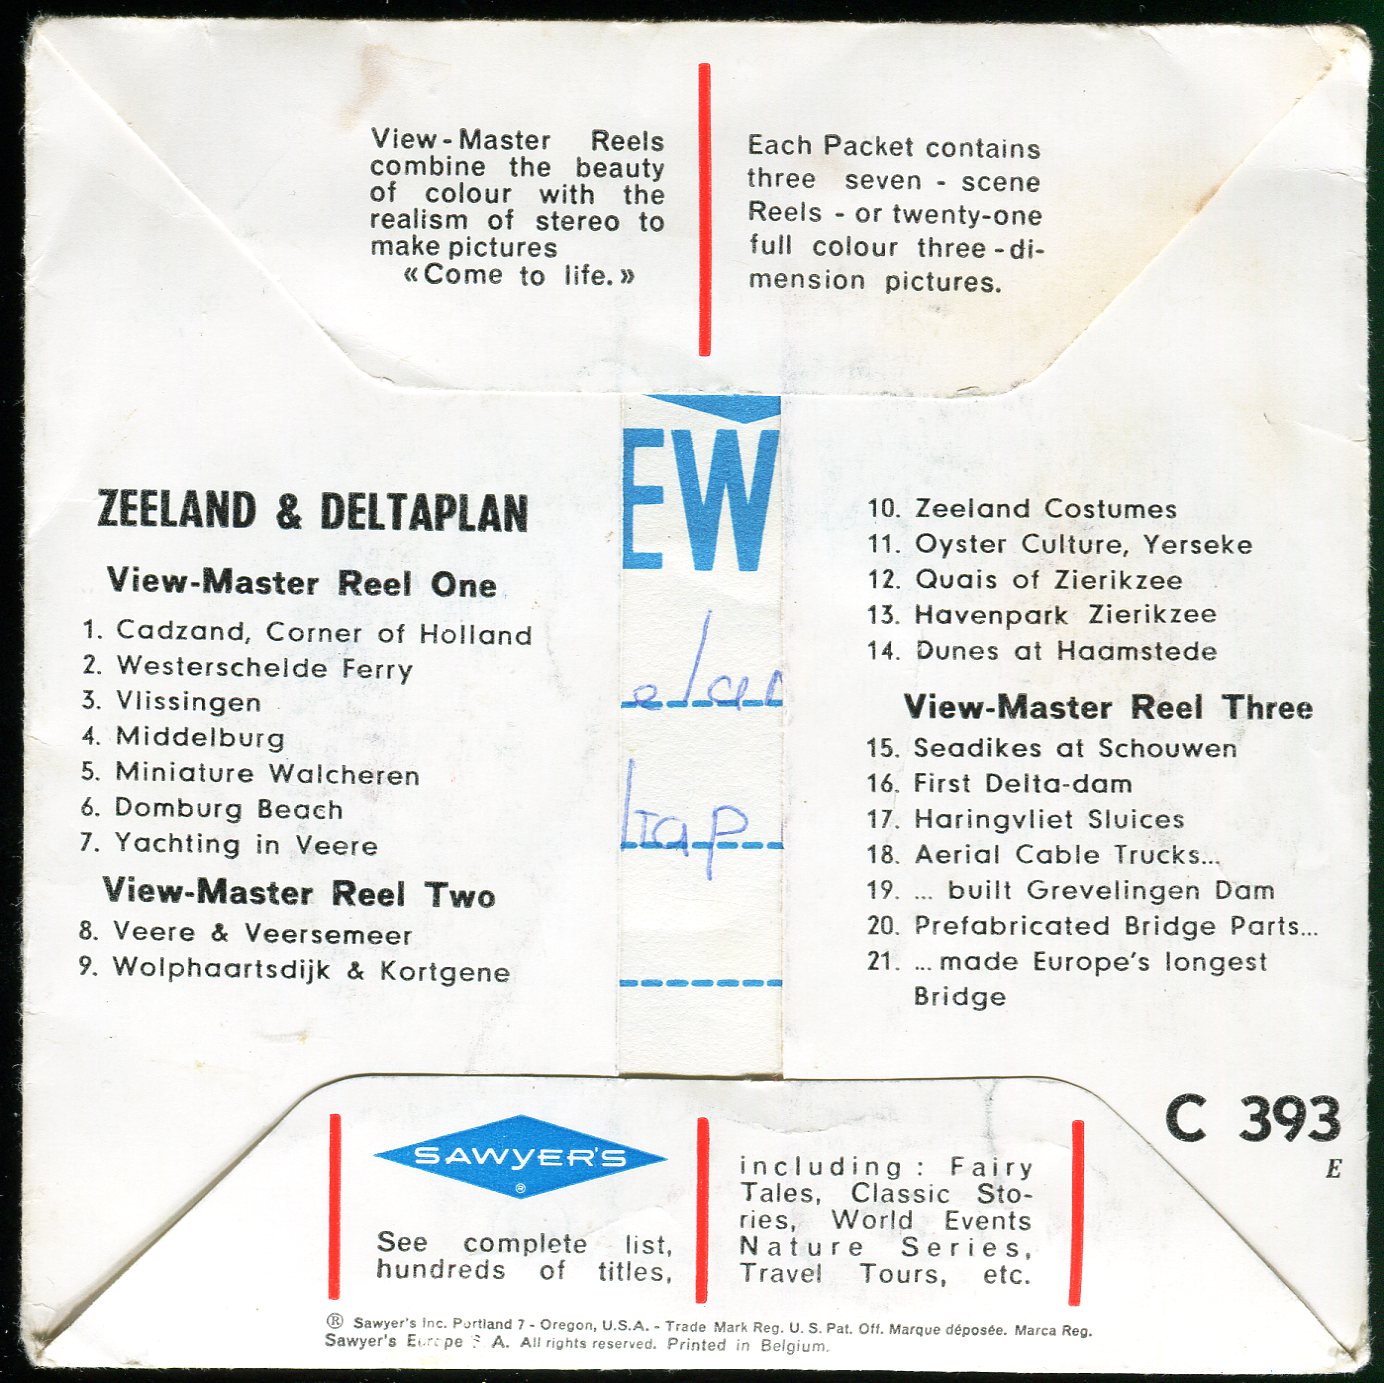 View-Master Reels
combine the beauty
of colour with the
realism of stereo to
make pictures
«Come to life.»
Each Packet contains
three seven - scene
Reels - or twenty-one
full colour three-di-
mension pictures.
ZEELAND & DELTAPLAN
View-Master Reel One
1. Cadzand, Corner of Holland
2. Westerschelde Ferry
3. Vlissingen
4. Middelburg
5. Miniature Walcheren
6. Domburg Beach
7. Yachting in Veere
View-Master Reel Two
8. Veere & Veersemeer
9. Wolphaartsdijk & Kortgene
EW
elan
ltap
10. Zeeland Costumes
11. Oyster Culture, Yerseke
12. Quais of Zierikzee
13. Havenpark Zierikzee
14. Dunes at Haamstede
View-Master Reel Three
15. Seadikes at Schouwen
16. First Delta-dam
17. Haringvliet Sluices
18. Aerial Cable Trucks...
19. ... built Grevelingen Dam
20. Prefabricated Bridge Parts...
21. ... made Europe's longest
Bridge
C 393
E
SAWYER'S
®
See complete list,
hundreds of titles,
including : Fairy
Tales, Classic Sto-
ries, World Events
Nature Series,
Travel Tours, etc.
® Sawyer's Inc. Portland 7 - Oregon, U.S.A. - Trade Mark Reg. U. S. Pat. Off. Marque déposée. Marca Reg.
Sawyer's Europe S. A. All rights reserved. Printed in Belgium.